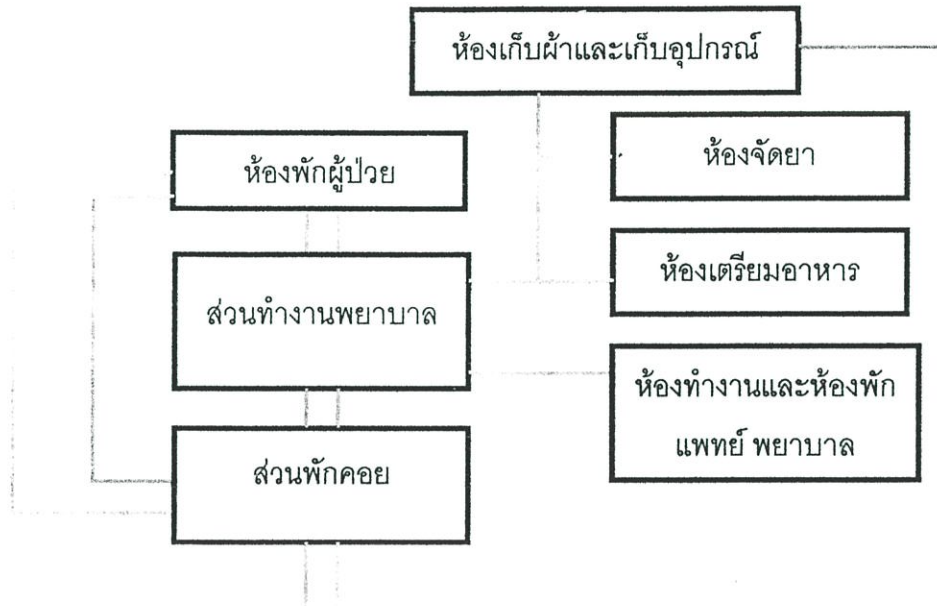 ห้องเก็บผ้าและเก็บอุปกรณ์
ห้องพักผู้ป่วย
ห้องจัดยา
ส่วนทำงานพยาบาล
ห้องเตรียมอาหาร
ห้องทำงานและห้องพัก
แพทย์ พยาบาล
ส่วนพักคอย